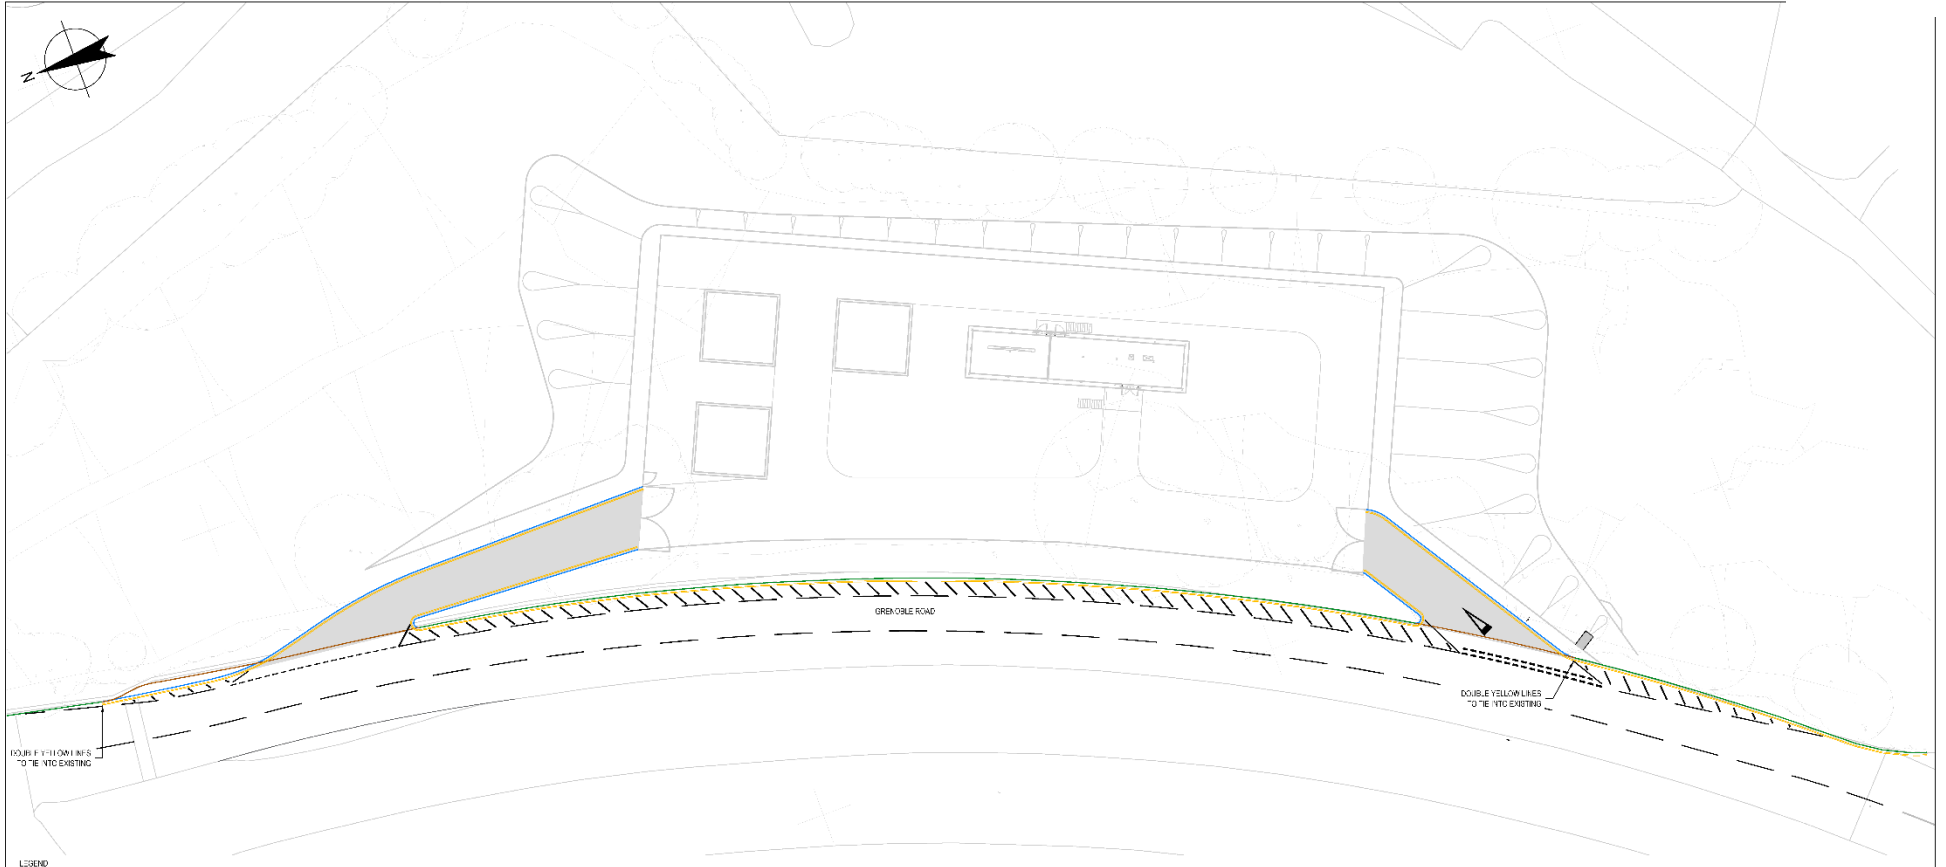 N
GRENOBLE ROAD
DOUBLE YELLOW LINES
TO TIE INTO EXISTING
DOUBLE YELLOW LINES
TO TIE INTO EXISTING
LEGEND